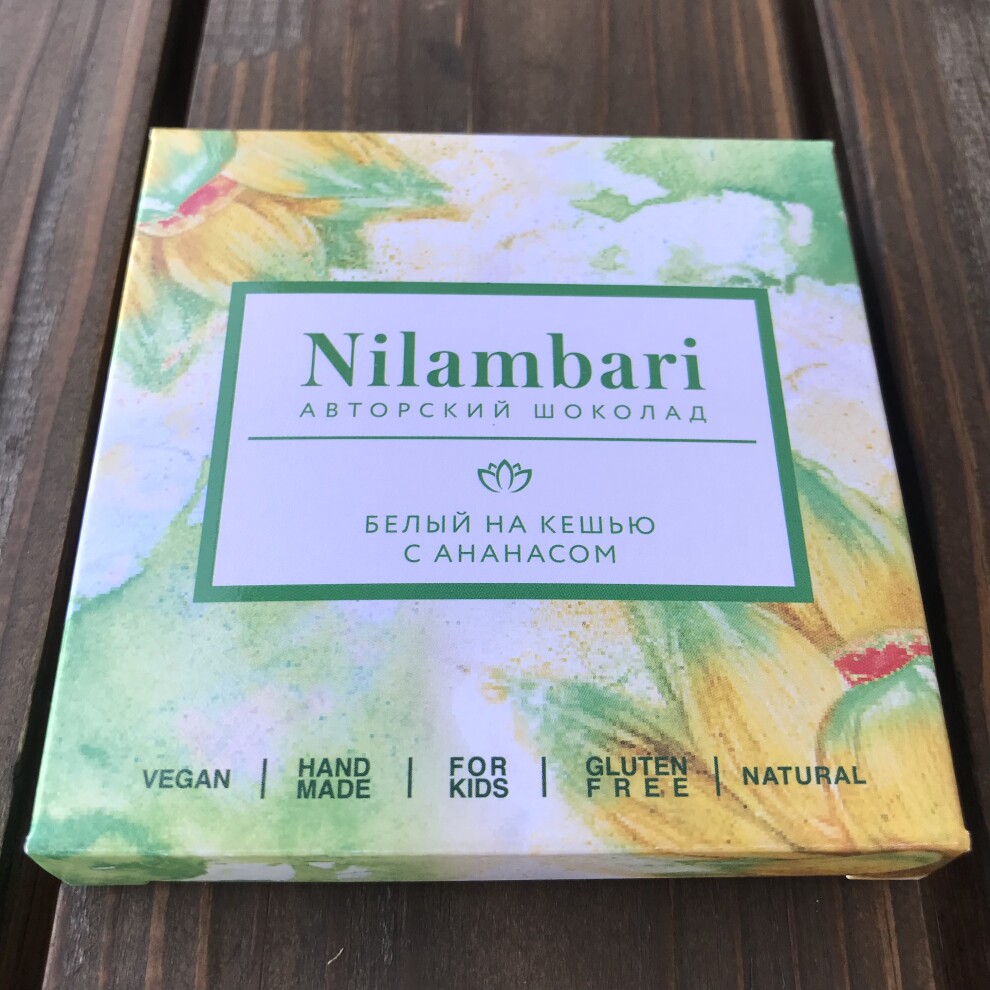 Nilambari
АВТОРСКИЙ ШОКОЛАД
БЕЛЫЙ НА КЕШЬЮ
С АНАНАСОМ
VEGAN | HAND MADE | FOR KIDS | GLUTEN FREE | NATURAL